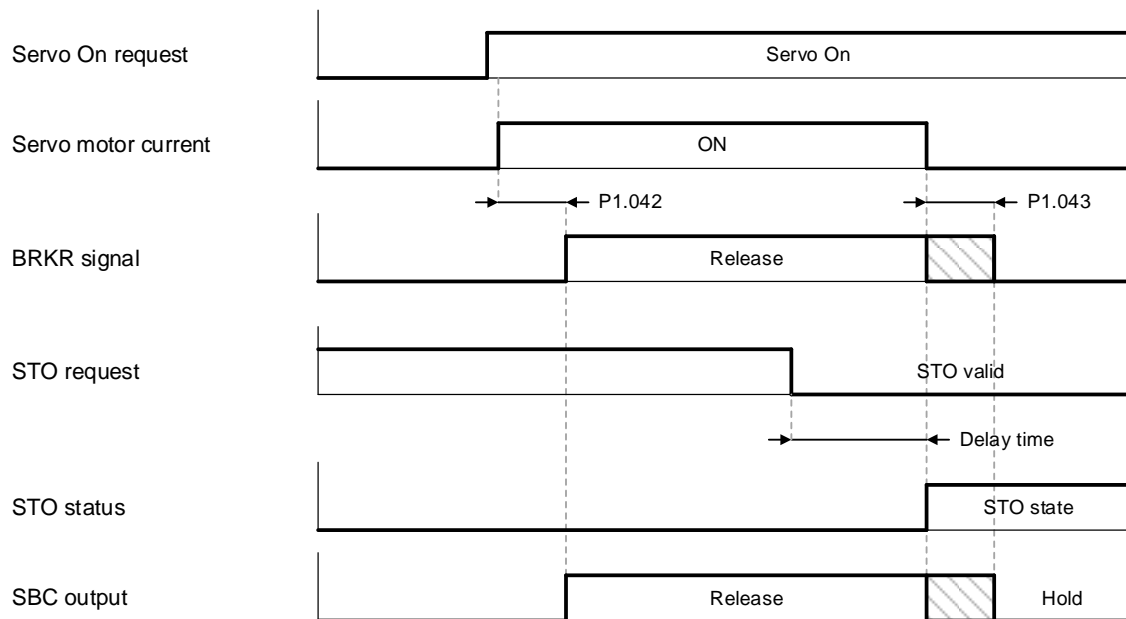 Servo On request
Servo On
Servo motor current
ON
P1.042
P1.043
BRKR signal
Release
STO request
STO valid
Delay time
STO status
STO state
SBC output
Release
Hold